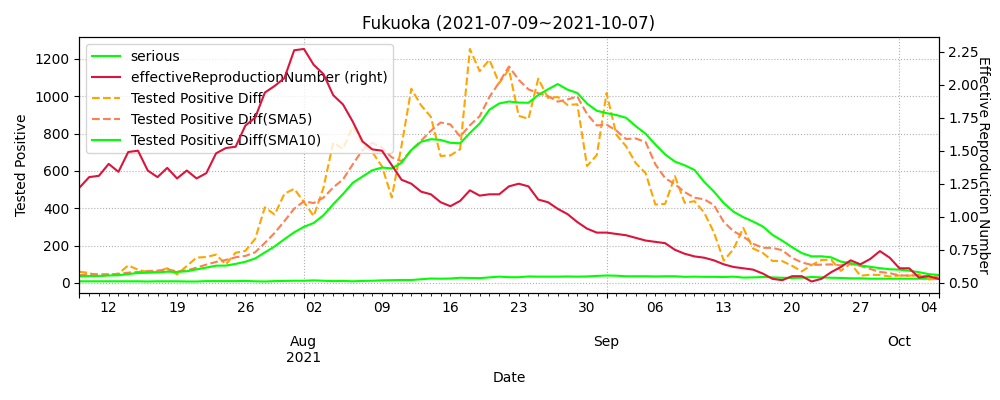 Fukuoka (2021-07-09~2021-10-07)
serious
effectiveReproductionNumber (right)
Tested Positive Diff
Tested Positive Diff(SMA5)
Tested Positive Diff(SMA10)
Tested Positive
1200
1000
800
600
400
200
0
2.25
2.00
1.75
1.50
1.25
1.00
0.75
0.50
Effective Reproduction Number
12 19 26 02 09 16 23 30 06 13 20 27 04
Aug Sep Oct
2021
Date